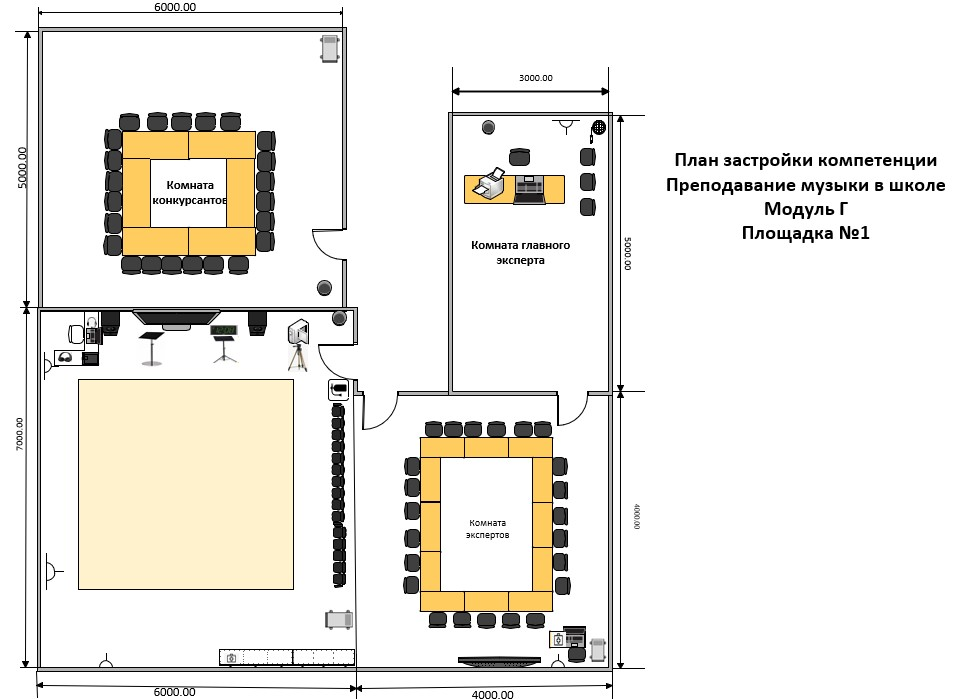 6000.00
3000.00
5000.00
План застройки компетенции
Преподавание музыки в школе
Модуль Г
Площадка №1
Комната
конкурсантов
Комната главного
эксперта
5000.00
7000.00
4000.00
Комната
экспертов
6000.00
4000.00